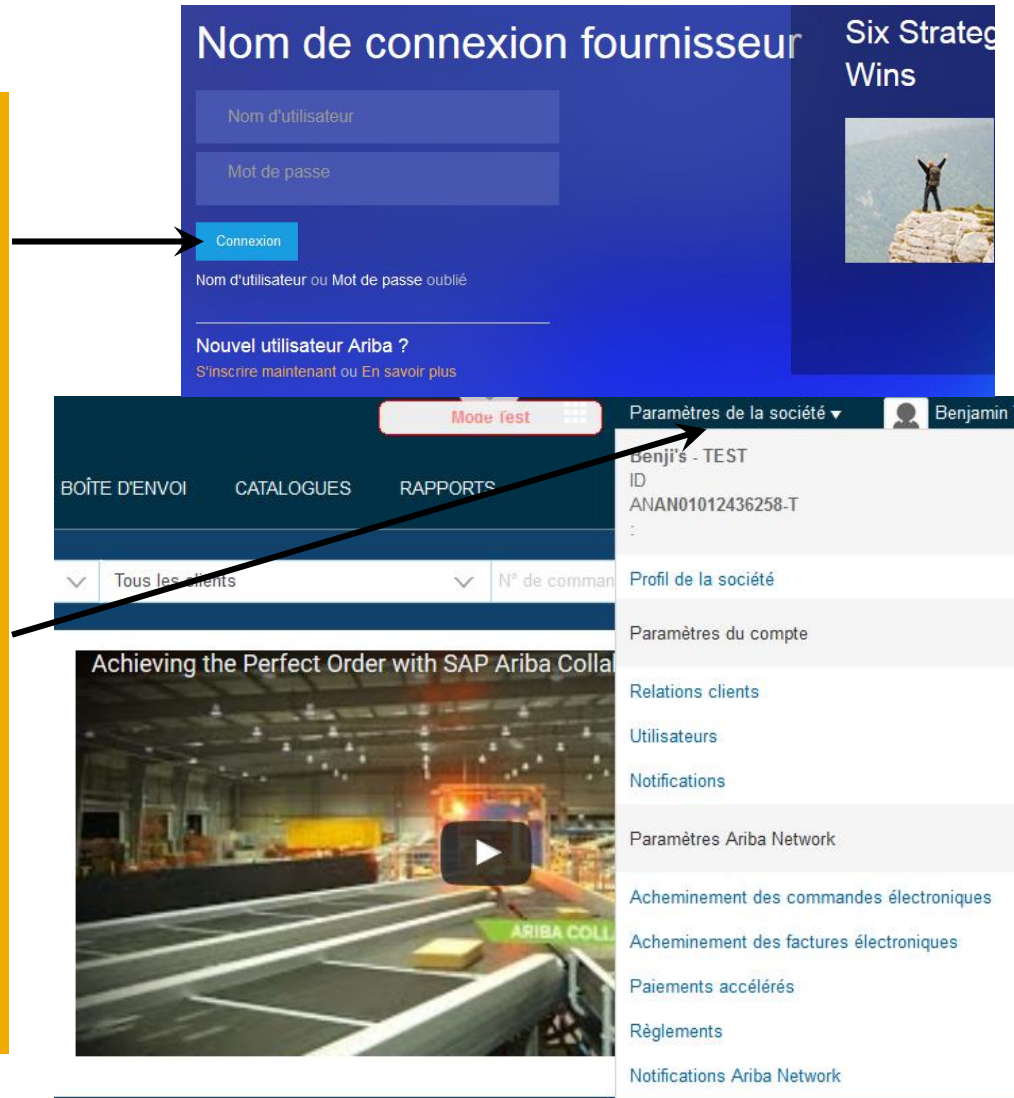 Nom de connexion fournisseur
Six Strateg
Wins
Nom d'utilisateur
Mot de passe
Connexion
Nom d'utilisateur ou Mot de passe oublié
Nouvel utilisateur Ariba ?
S'inscrire maintenant ou En savoir plus
Mode Test
Paramètres de la société
Benjamin
BOÎTE D'ENVOI
CATALOGUES
RAPPORTS
Benji's - TEST
ID
ANAN01012436258-T
:
Tous les clients
N° de comman
Profil de la société
Paramètres du compte
Achieving the Perfect Order with SAP Ariba Collab
Relations clients
Utilisateurs
Notifications
Paramètres Ariba Network
ARIBA COLL
Acheminement des commandes électroniques
Acheminement des factures électroniques
Paiements accélérés
Règlements
Notifications Ariba Network